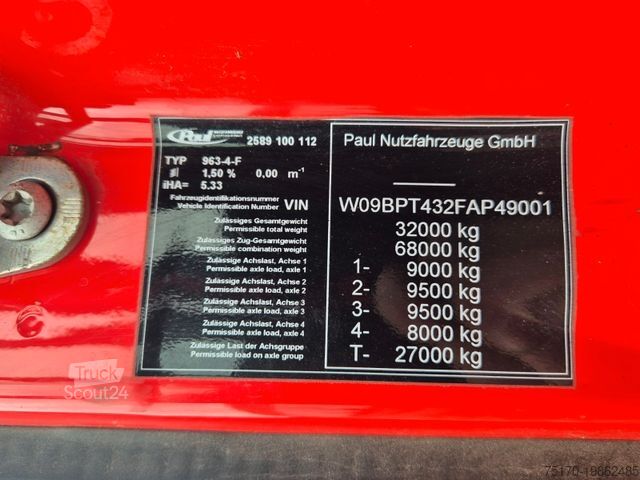 Paul 2589 100 112
Paul Nutzfahrzeuge GmbH
TYP 963-4-F
1,50 % 0,00 m⁻¹
iHA= 5.33
Fahrzeugidentifikationsnummer
Vehicle Identification Number VIN W09BPT432FAP49001
Zulässiges Gesamtgewicht
Permissible total weight 32000 kg
Zulässiges Zug-Gesamtgewicht
Permissible combination weight 68000 kg
Zulässige Achslast, Achse 1
Permissible axle load, axle 1 1- 9000 kg
Zulässige Achslast, Achse 2
Permissible axle load, axle 2 2- 9500 kg
Zulässige Achslast, Achse 3
Permissible axle load, axle 3 3- 9500 kg
Zulässige Achslast, Achse 4
Permissible axle load, axle 4 4- 8000 kg
Zulässige Last der Achsgruppe
Permissible load on axle group T- 27000 kg
Truck
Scout24
75170-19862485